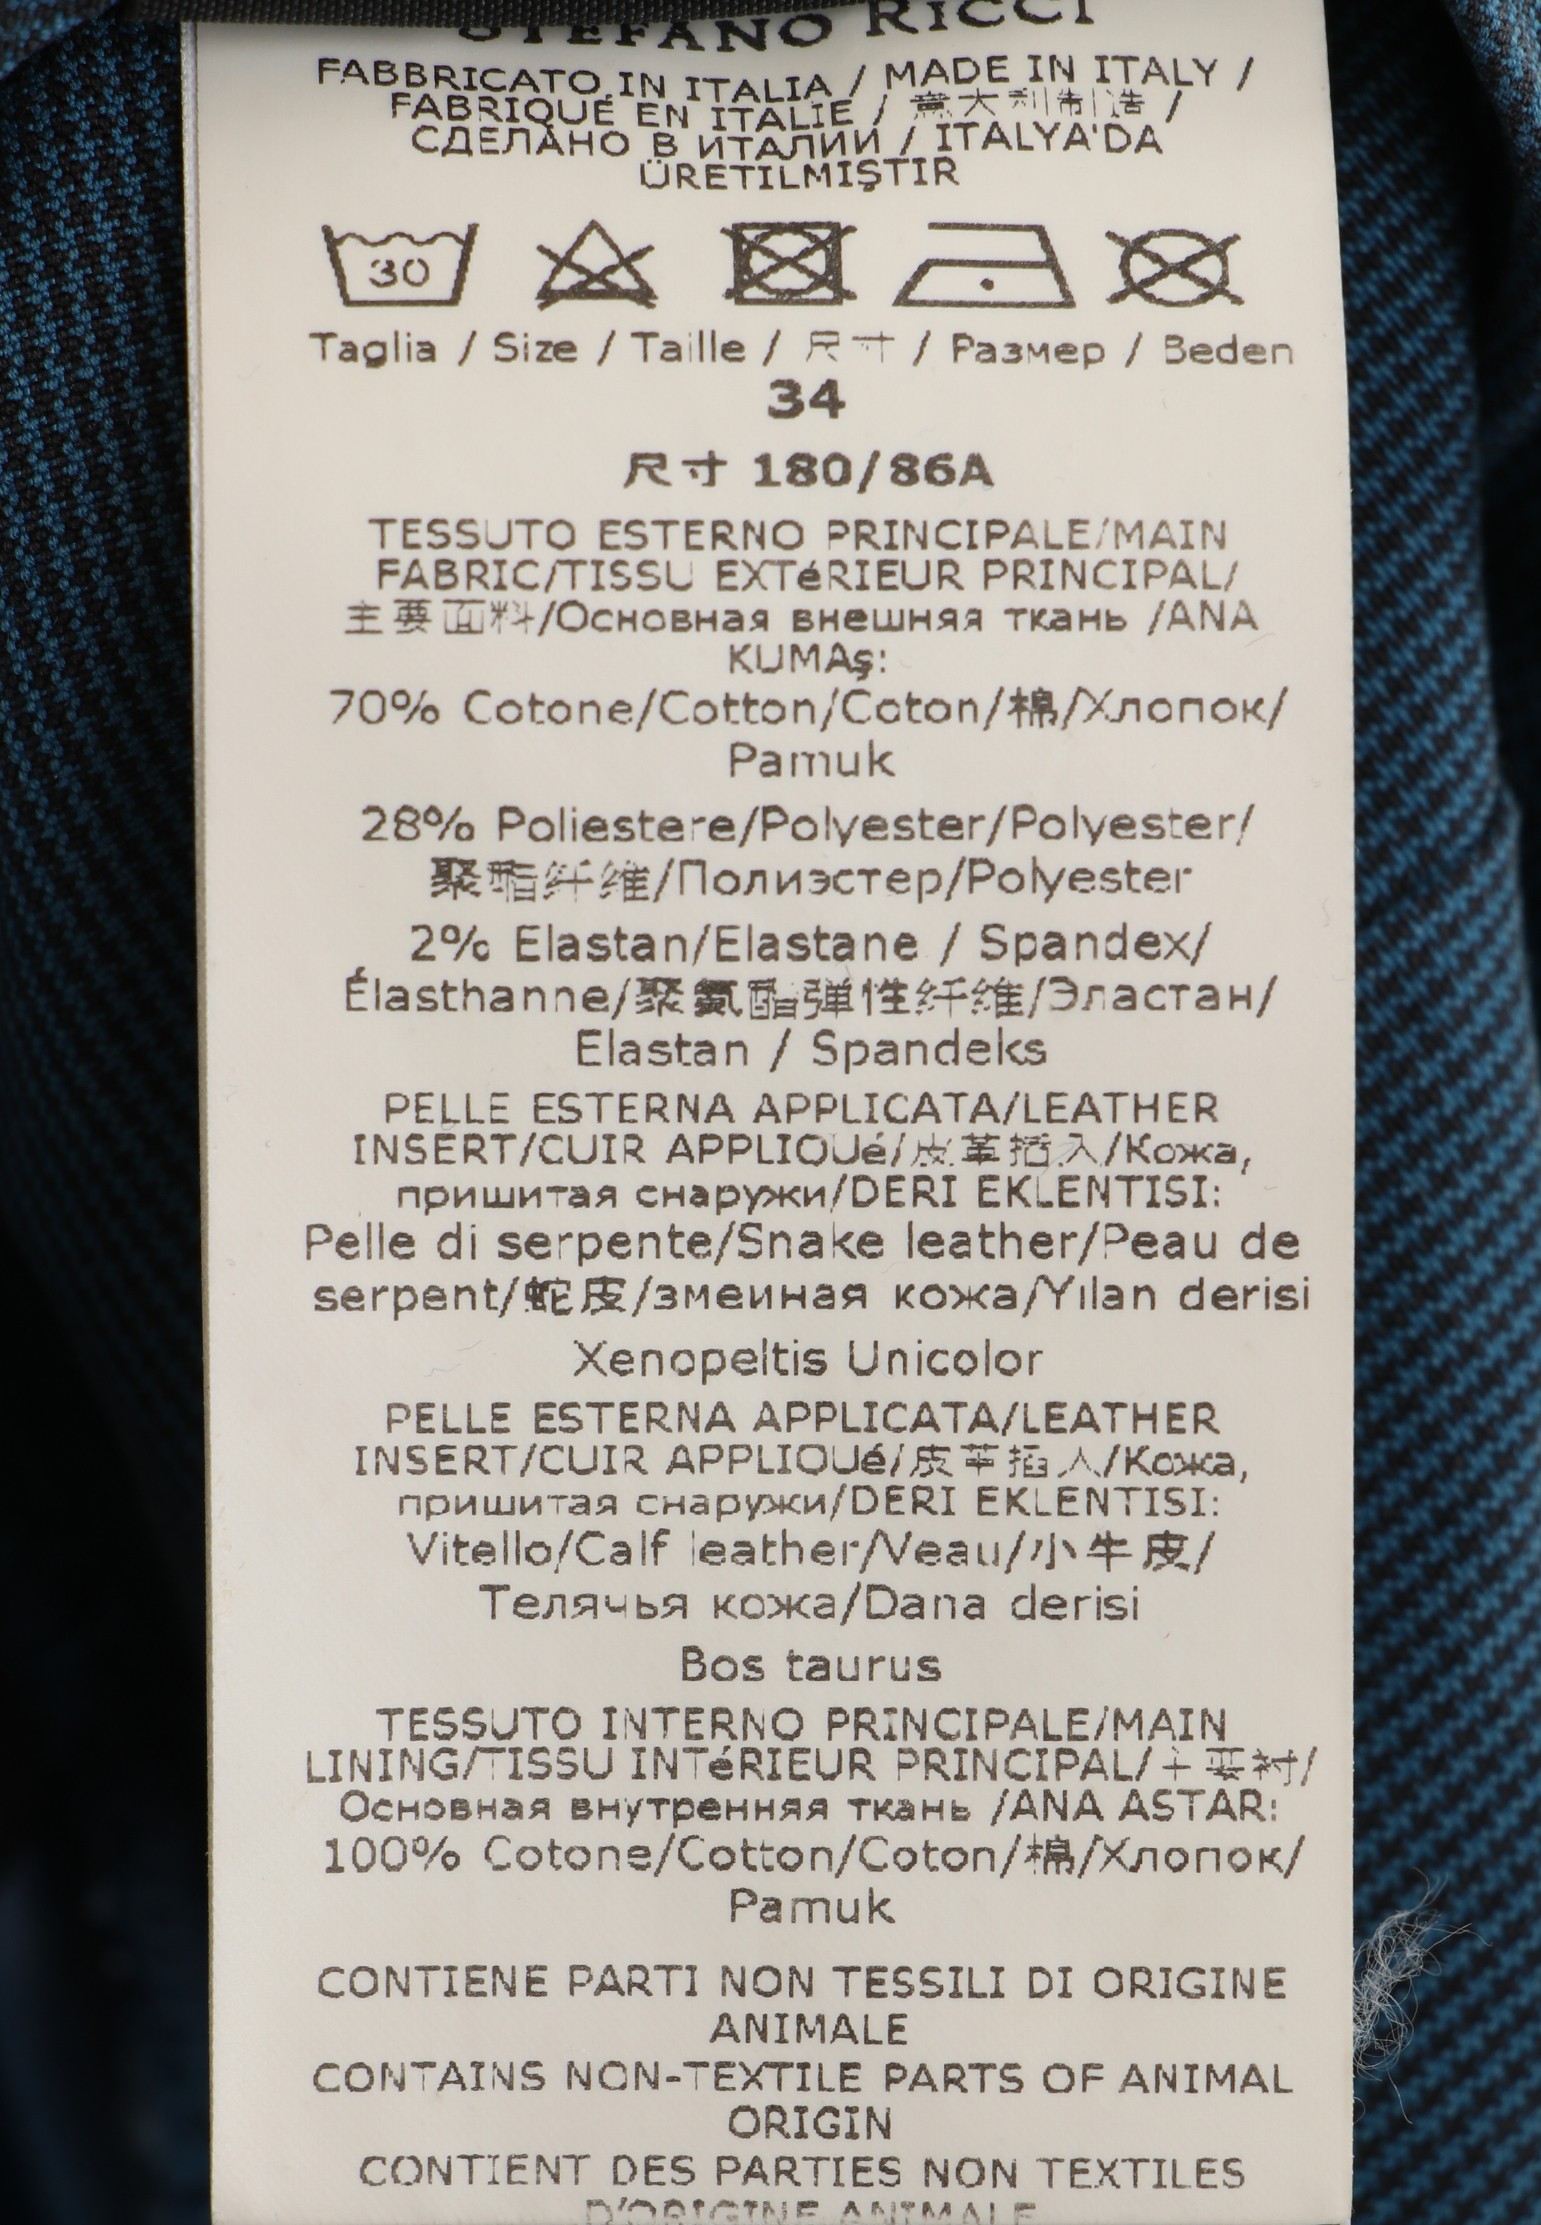 STEFANO RICCI
FABBRICATO IN ITALIA / MADE IN ITALY /
FABRIQUÉ EN ITALIE / 意大利制造 /
СДЕЛАНО В ИТАЛИИ / ITALYA'DA
ÜRETILMIŞTIR
30
Taglia / Size / Taille / 尺寸 / Размер / Beden
34
尺寸 180/86A
TESSUTO ESTERNO PRINCIPALE/MAIN
FABRIC/TISSU EXTéRIEUR PRINCIPAL/
主要面料/Основная внешняя ткань /ANA
KUMAş:
70% Cotone/Cotton/Coton/棉/Хлопок/
Pamuk
28% Poliestere/Polyester/Polyester/
聚酯纤维/Полиэстер/Polyester
2% Elastan/Elastane / Spandex/
Élasthanne/聚氨酯弹性纤维/Эластан/
Elastan / Spandeks
PELLE ESTERNA APPLICATA/LEATHER
INSERT/CUIR APPLIQUé/皮革插入/Кожа,
пришитая снаружи/DERI EKLENTISI:
Pelle di serpente/Snake leather/Peau de
serpent/蛇皮/змеиная кожа/Yılan derisi
Xenopeltis Unicolor
PELLE ESTERNA APPLICATA/LEATHER
INSERT/CUIR APPLIQUé/皮革插入/Кожа,
пришитая снаружи/DERI EKLENTISI:
Vitello/Calf leather/Veau/小牛皮/
Телячья кожа/Dana derisi
Bos taurus
TESSUTO INTERNO PRINCIPALE/MAIN
LINING/TISSU INTéRIEUR PRINCIPAL/主要衬/
Основная внутренняя ткань /ANA ASTAR:
100% Cotone/Cotton/Coton/棉/Хлопок/
Pamuk
CONTIENE PARTI NON TESSILI DI ORIGINE
ANIMALE
CONTAINS NON-TEXTILE PARTS OF ANIMAL
ORIGIN
CONTIENT DES PARTIES NON TEXTILES
D'ORIGINE ANIMALE